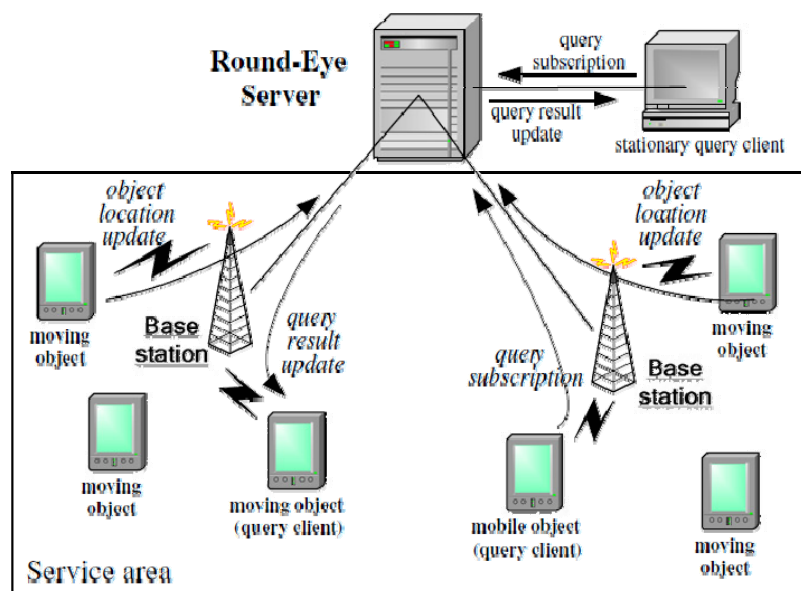 Round-Eye
Server
query
subscription
query result
update
stationary query client
object
location
update
moving
object
Base
station
query
result
update
moving
object
moving object
(query client)
object
location
update
moving
object
query
subscription
Base
station
mobile object
(query client)
moving
object
Service area